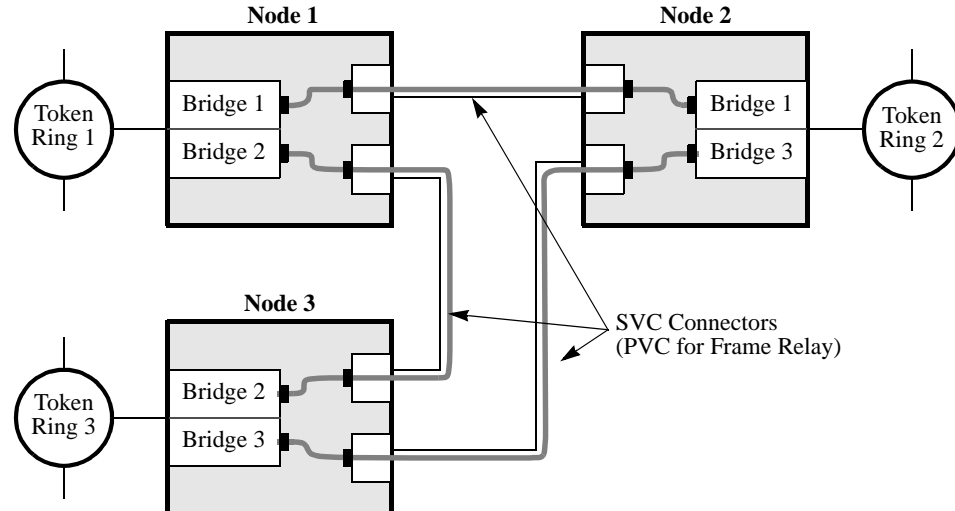 Node 1
Node 2
Token
Ring 1
Bridge 1
Bridge 2
Bridge 1
Bridge 3
Token
Ring 2
Node 3
SVC Connectors
(PVC for Frame Relay)
Token
Ring 3
Bridge 2
Bridge 3